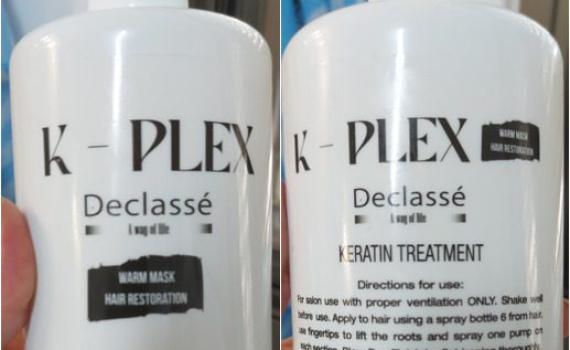 K - PLEX
Declassé
A way of life
WARM MASK
HAIR RESTORATION
K - PLEX
WARM MASK
HAIR RESTORATION
Declassé
A way of life
KERATIN TREATMENT
Directions for use:
For salon use with proper ventilation ONLY. Shake well
before use. Apply to hair using a spray bottle 6 from hair,
use fingertips to lift the roots and spray one pump on
each section.